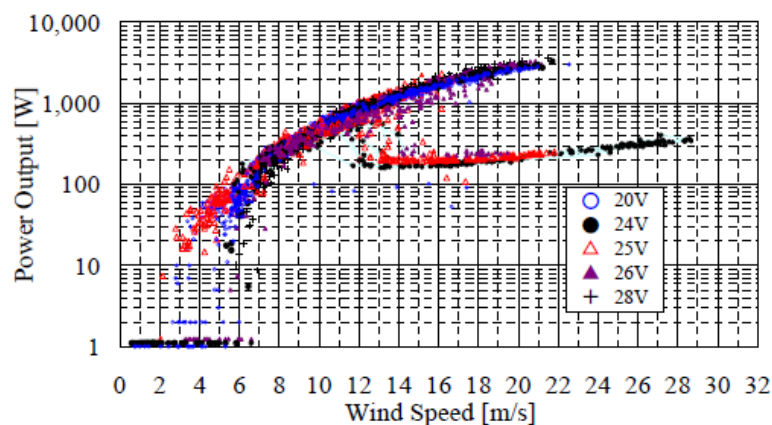 10,000
1,000
100
10
1
Power Output [W]
20V
24V
25V
26V
28V
0 2 4 6 8 10 12 14 16 18 20 22 24 26 28 30 32
Wind Speed [m/s]